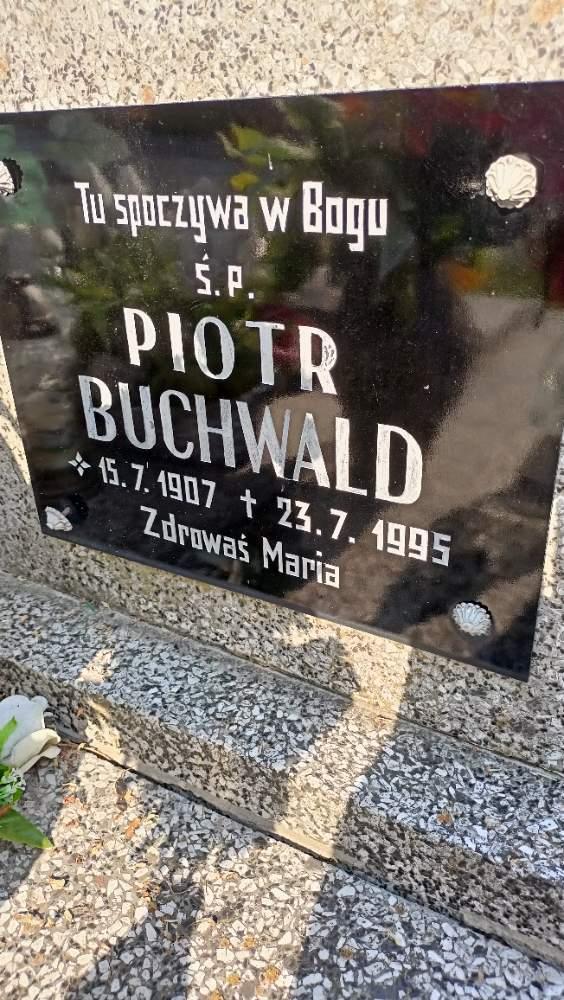 Tu spoczywa w Bogu
Ś.P.
PIOTR
BUCHWALD
15.7.1907 † 23.7.1995
Zdrowaś Maria